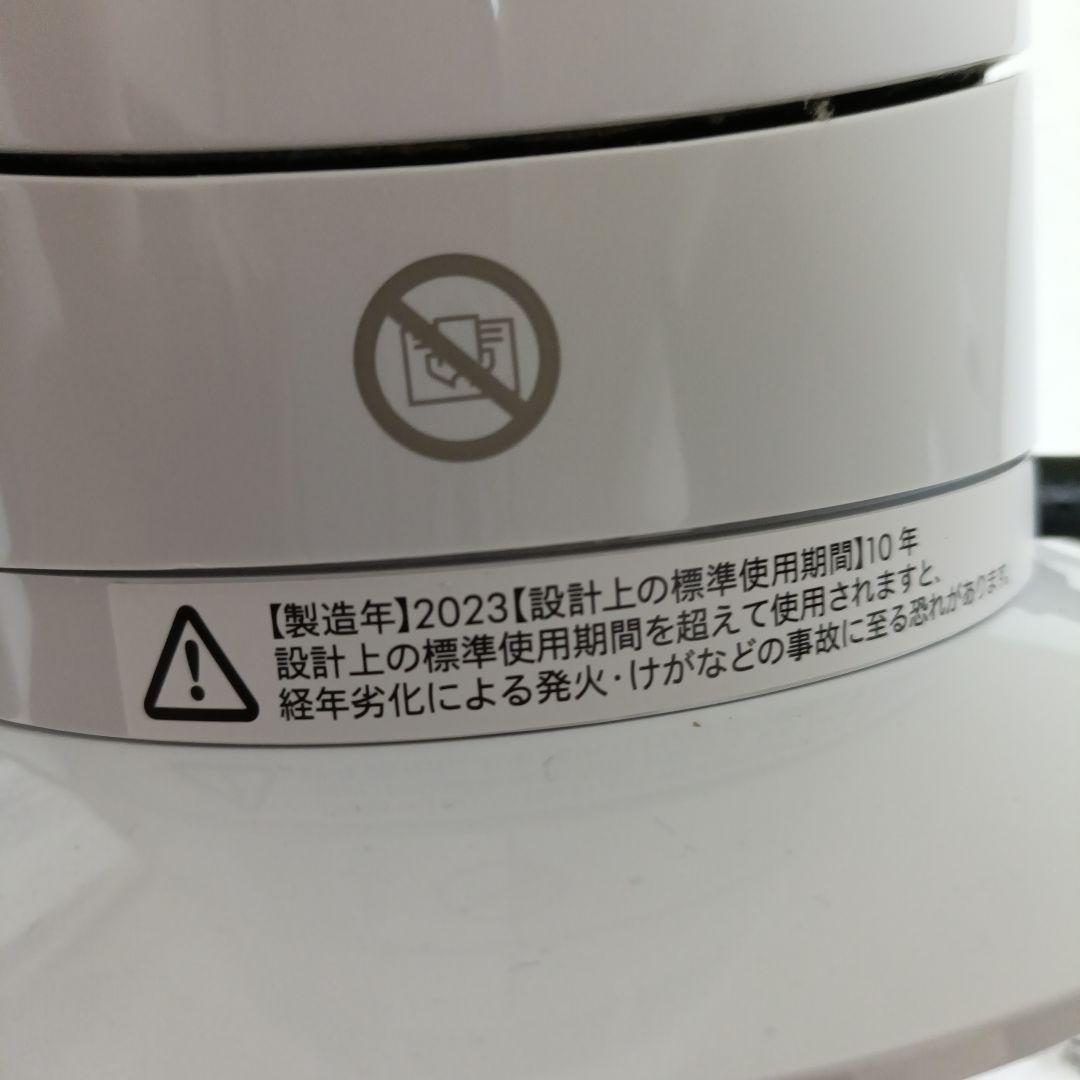 【製造年】2023【設計上の標準使用期間】10 年
設計上の標準使用期間を超えて使用されますと、
経年劣化による発火・けがなどの事故に至る恐れがあります。